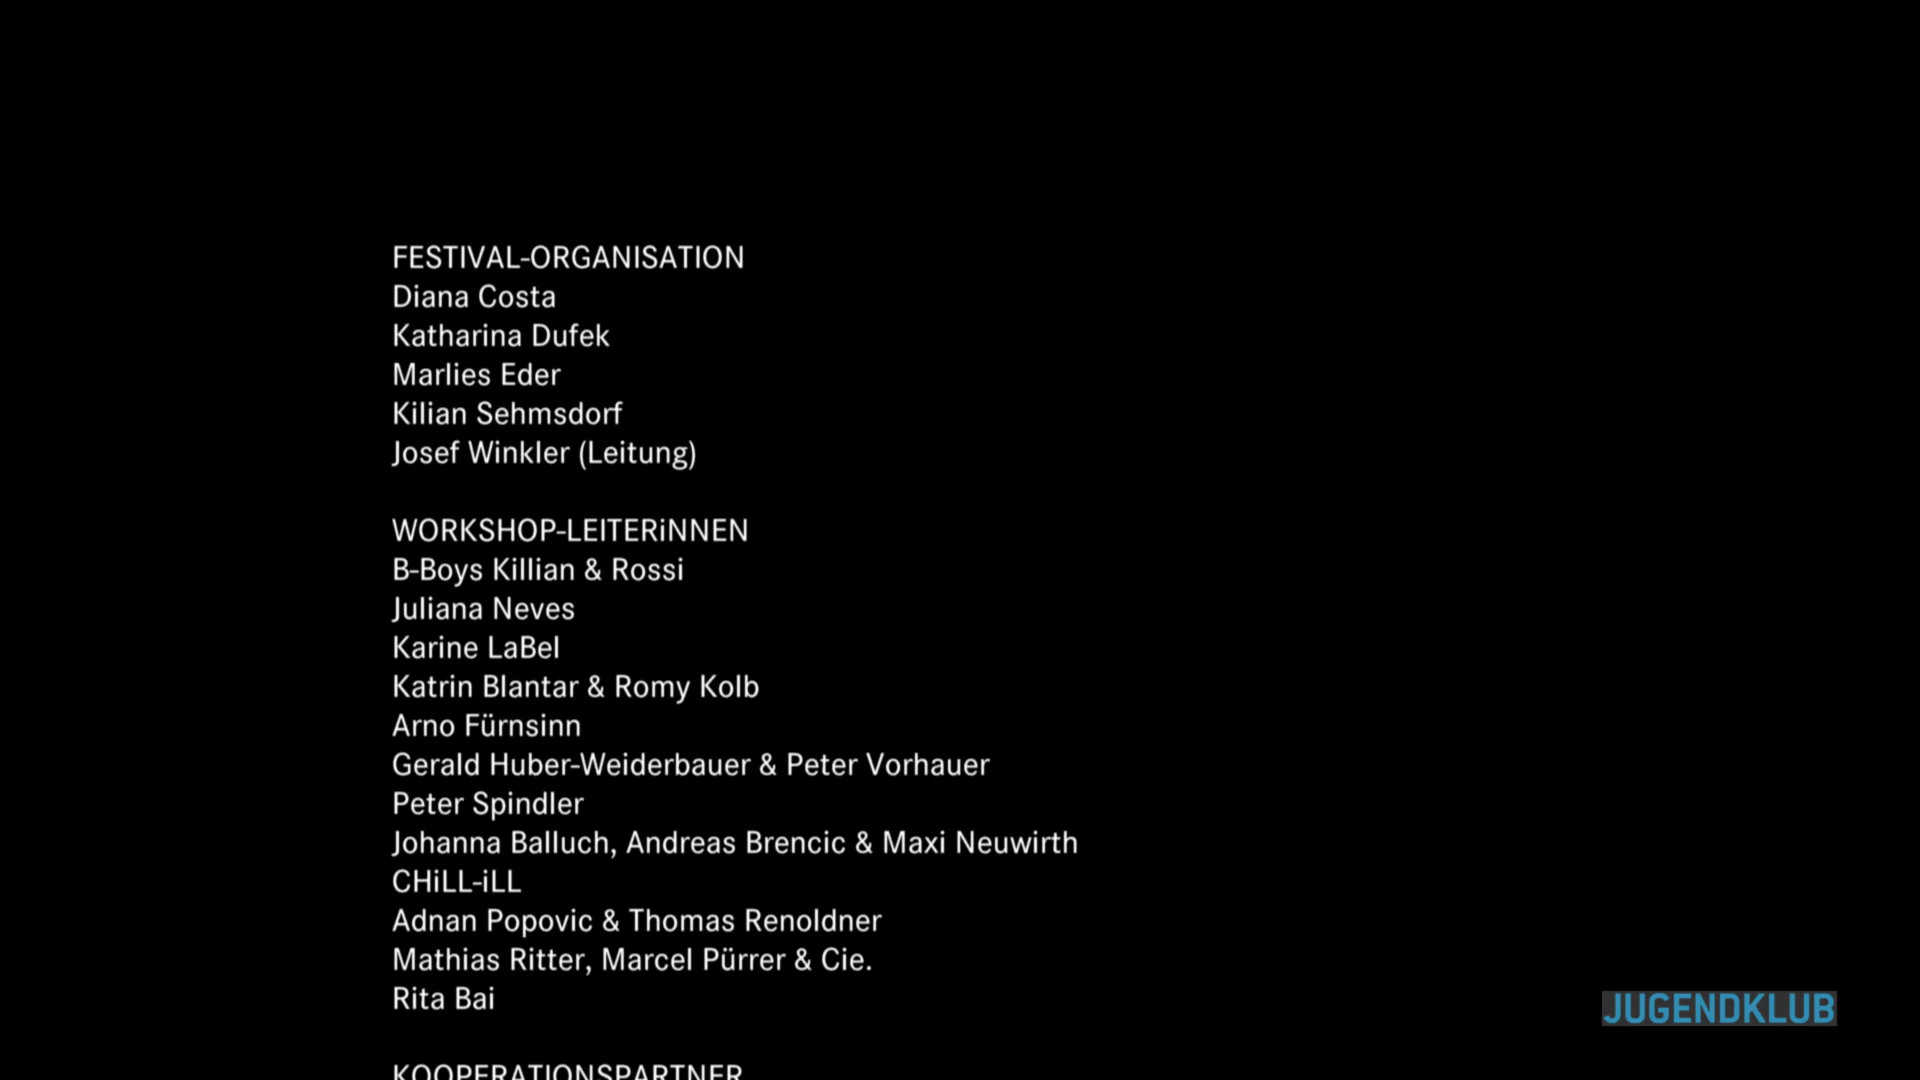 FESTIVAL-ORGANISATION
Diana Costa
Katharina Dufek
Marlies Eder
Kilian Sehmsdorf
Josef Winkler (Leitung)
WORKSHOP-LEITERiNNEN
B-Boys Killian & Rossi
Juliana Neves
Karine LaBel
Katrin Blantar & Romy Kolb
Arno Fürnsinn
Gerald Huber-Weiderbauer & Peter Vorhauer
Peter Spindler
Johanna Balluch, Andreas Brencic & Maxi Neuwirth
CHiLL-iLL
Adnan Popovic & Thomas Renoldner
Mathias Ritter, Marcel Pürrer & Cie.
Rita Bai
KOOPERATIONSPARTNER
JUGENDKLUB